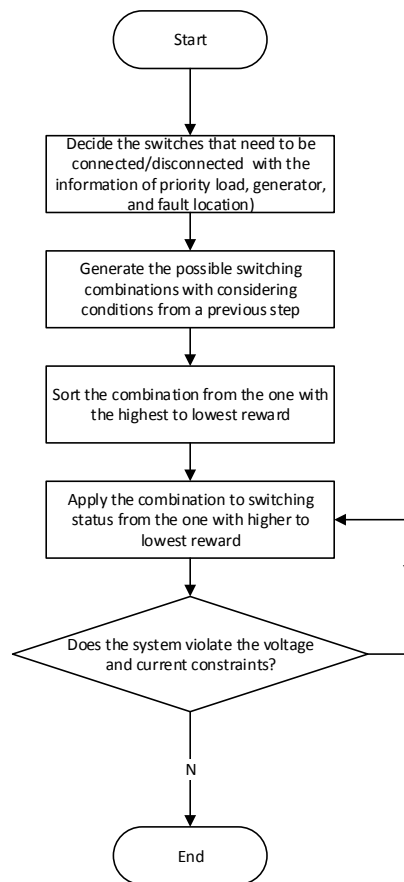 Start
Decide the switches that need to be
connected/disconnected with the
information of priority load, generator,
and fault location)
Generate the possible switching
combinations with considering
conditions from a previous step
Sort the combination from the one with
the highest to lowest reward
Apply the combination to switching
status from the one with higher to
lowest reward
Does the system violate the voltage
and current constraints?
N
End